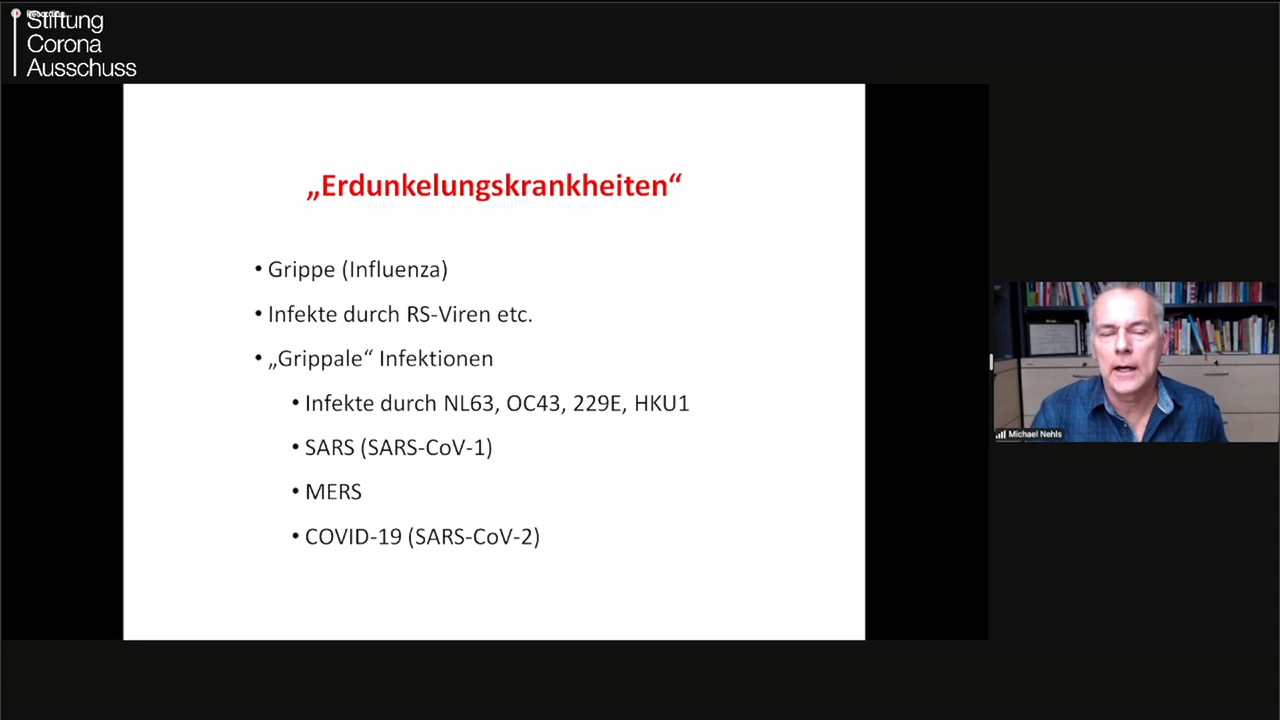 Stiftung
Corona
Ausschuss
„Erdunkelungskrankheiten“
• Grippe (Influenza)
• Infekte durch RS-Viren etc.
• „Grippale“ Infektionen
• Infekte durch NL63, OC43, 229E, HKU1
• SARS (SARS-CoV-1)
• MERS
• COVID-19 (SARS-CoV-2)
Michael Nehls